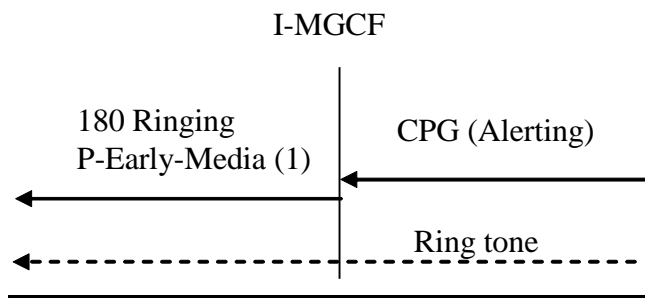 I-MGCF
180 Ringing
P-Early-Media (1)
CPG (Alerting)
Ring tone